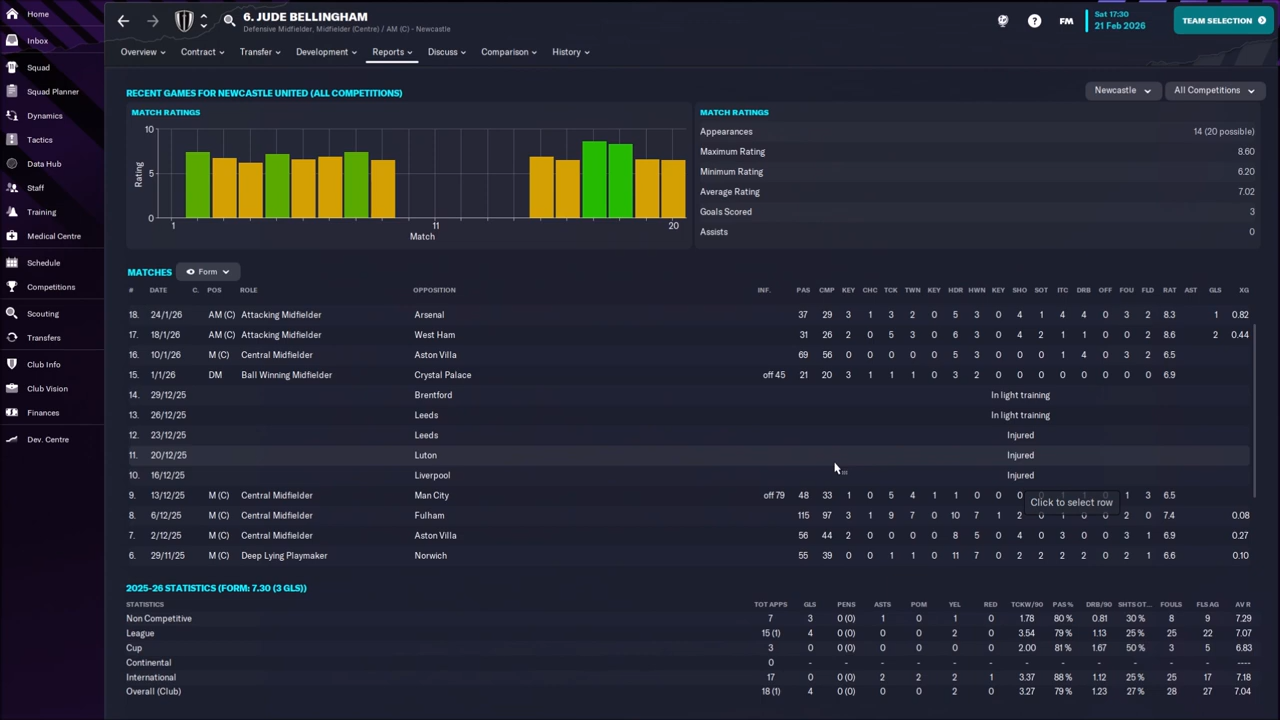 Home
Inbox
Squad
Squad Planner
Dynamics
Tactics
Data Hub
Staff
Training
Medical Centre
Schedule
Competitions
Scouting
Transfers
Club Info
Club Vision
Finances
Dev. Centre
6. JUDE BELLINGHAM
Defensive Midfielder, Midfielder (Centre) / AM (C) - Newcastle
FM
Sat 17:30
21 Feb 2026
TEAM SELECTION
Overview Contract Transfer Development Reports Discuss Comparison History
RECENT GAMES FOR NEWCASTLE UNITED (ALL COMPETITIONS)
Newcastle All Competitions
MATCH RATINGS
10
5
0
Rating
1 11 20
Match
MATCH RATINGS
Appearances 14 (20 possible)
Maximum Rating 8.60
Minimum Rating 6.20
Average Rating 7.02
Goals Scored 3
Assists 0
MATCHES Form
# DATE C. POS ROLE OPPOSITION INF. PAS CMP KEY CHC TCK TWN KEY HDR HWN KEY SHO SOT ITC DRB OFF FOU FLD RAT AST GLS XG
18. 24/1/26 AM (C) Attacking Midfielder Arsenal 37 29 3 1 3 2 0 5 3 0 4 1 4 4 0 3 2 8.3 1 0.82
17. 18/1/26 AM (C) Attacking Midfielder West Ham 31 26 2 0 5 3 0 6 3 0 4 2 1 1 0 3 3 8.6 2 0.44
16. 10/1/26 M (C) Central Midfielder Aston Villa 69 56 0 0 0 0 0 5 3 0 0 0 1 4 0 3 2 6.5
15. 1/1/26 DM Ball Winning Midfielder Crystal Palace off 45 21 20 3 1 1 1 0 3 2 0 0 0 0 0 0 0 0 6.9
14. 29/12/25 Brentford In light training
13. 26/12/25 Leeds In light training
12. 23/12/25 Leeds Injured
11. 20/12/25 Luton Injured
10. 16/12/25 Liverpool Injured
9. 13/12/25 M (C) Central Midfielder Man City off 79 48 33 1 0 5 4 1 1 0 0 0 1 3 6.5
8. 6/12/25 M (C) Central Midfielder Fulham 115 97 3 1 9 7 0 10 7 1 2 0 2 0 7.4 0.08
7. 2/12/25 M (C) Central Midfielder Aston Villa 56 44 2 0 0 0 0 8 5 0 4 0 3 0 0 3 1 6.9 0.27
6. 29/11/25 M (C) Deep Lying Playmaker Norwich 55 39 0 0 1 1 0 11 7 0 2 2 2 2 0 2 1 6.6 0.10
Click to select row
2025-26 STATISTICS (FORM: 7.30 (3 GLS))
STATISTICS TOT APPS GLS PENS ASTS POM YEL RED TCKW/90 PAS % DRB/90 SHTS OT... FOULS FLS AG AV R
Non Competitive 7 3 0 (0) 1 0 1 0 1.78 80 % 0.81 30 % 8 9 7.29
League 15 (1) 4 0 (0) 0 0 2 0 3.54 79 % 1.13 25 % 25 22 7.07
Cup 3 0 0 (0) 0 0 0 0 2.00 81 % 1.67 50 % 3 5 6.83
Continental 0 - - - - - - - - - - - - ----
International 17 0 0 (0) 2 2 2 1 3.37 88 % 1.12 25 % 25 17 7.18
Overall (Club) 18 (1) 4 0 (0) 0 0 2 0 3.27 79 % 1.23 27 % 28 27 7.04